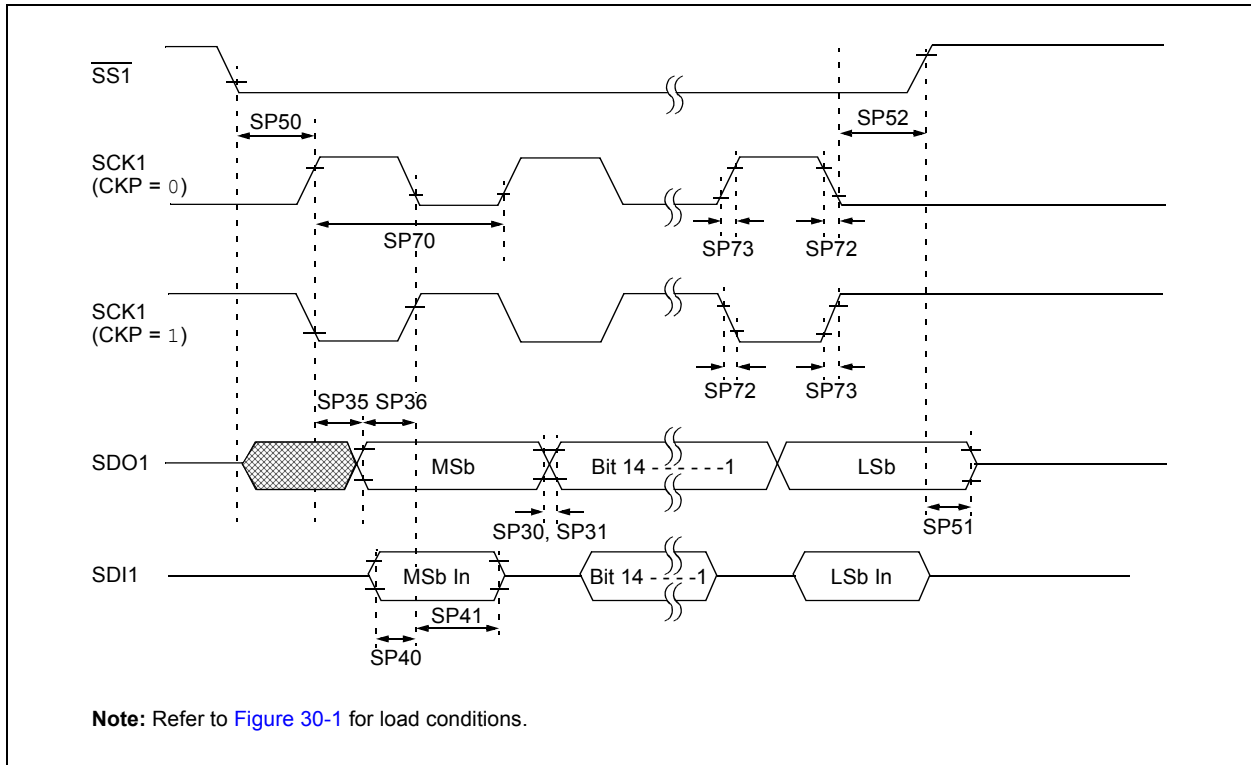 SS1
SP50
SP52
SCK1
(CKP = 0)
SP70
SP73
SP72
SCK1
(CKP = 1)
SP72
SP73
SP35 SP36
SDO1
MSb
Bit 14 - - - - - - -1
LSb
SP30, SP31
SP51
SDI1
MSb In
Bit 14 - - - - -1
LSb In
SP41
SP40
Note: Refer to Figure 30-1 for load conditions.